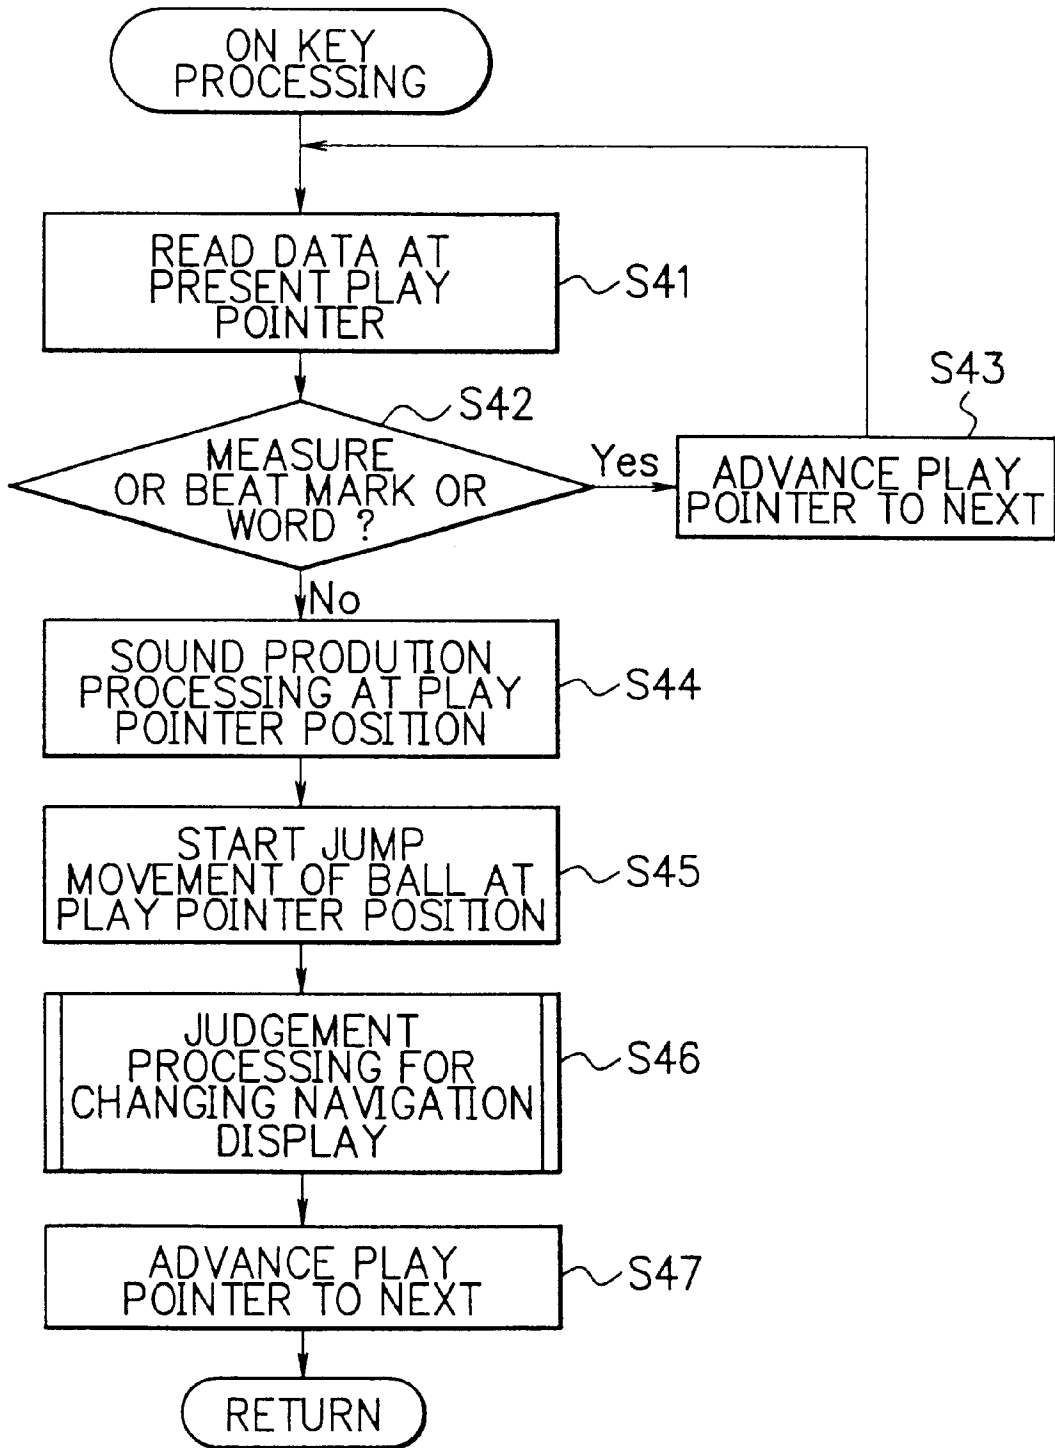 ON KEY
PROCESSING
READ DATA AT
PRESENT PLAY
POINTER
S41
S42
MEASURE
OR BEAT MARK OR
WORD ?
Yes
S43
ADVANCE PLAY
POINTER TO NEXT
No
SOUND PRODUTION
PROCESSING AT PLAY
POINTER POSITION
S44
START JUMP
MOVEMENT OF BALL AT
PLAY POINTER POSITION
S45
JUDGEMENT
PROCESSING FOR
CHANGING NAVIGATION
DISPLAY
S46
ADVANCE PLAY
POINTER TO NEXT
S47
RETURN